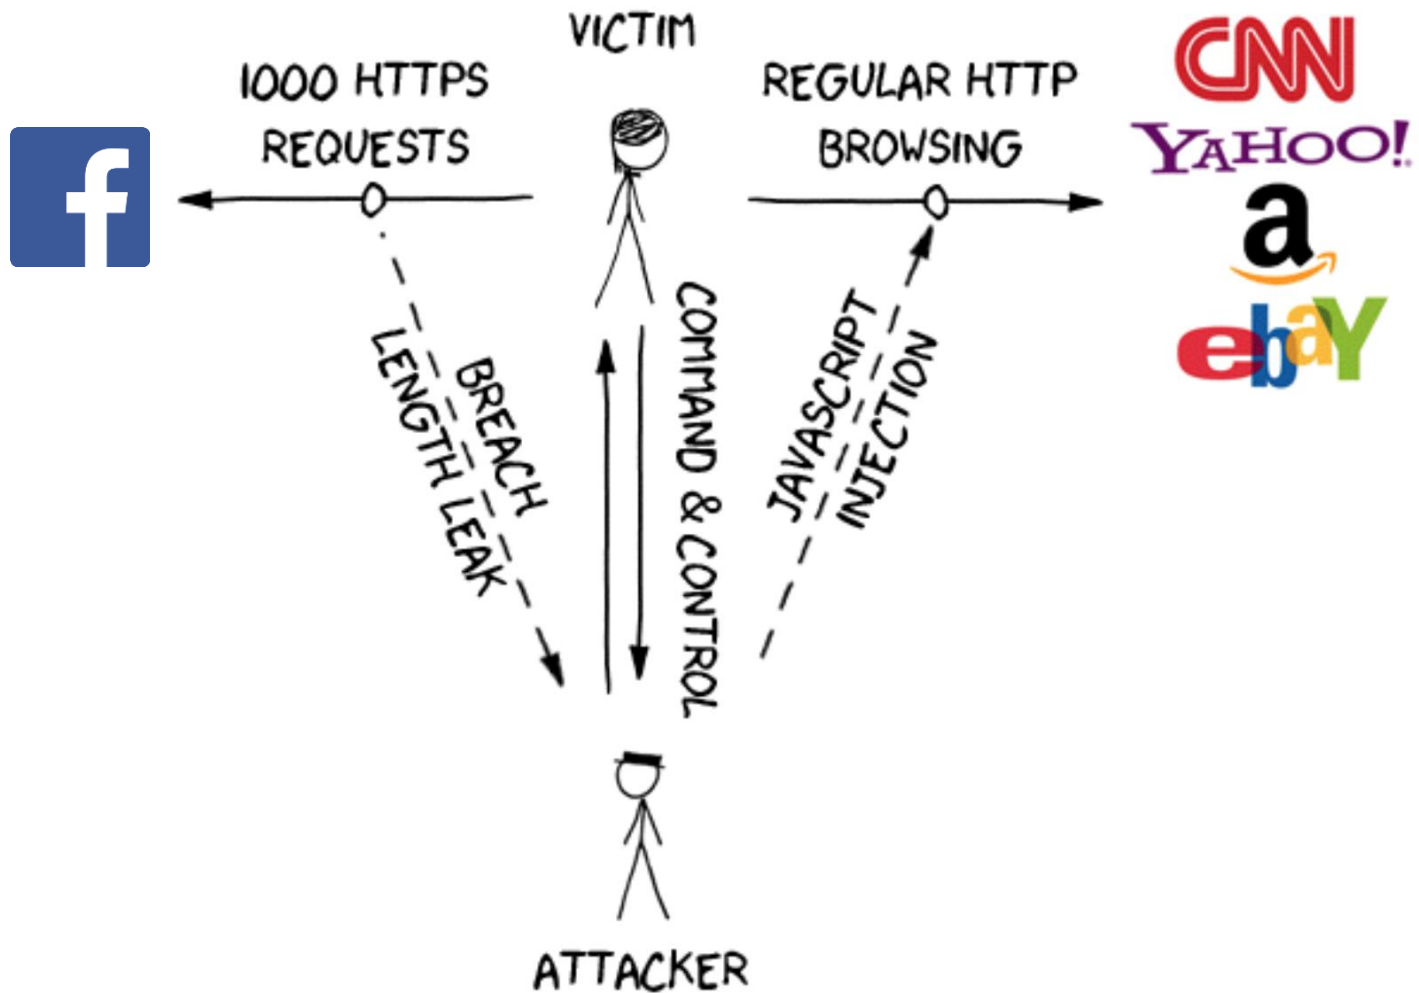 VICTIM
1000 HTTPS
REQUESTS
REGULAR HTTP
BROWSING
f
CNN
YAHOO!
a
ebaY
BREACH
LENGTH LEAK
COMMAND & CONTROL
JAVASCRIPT
INJECTION
ATTACKER